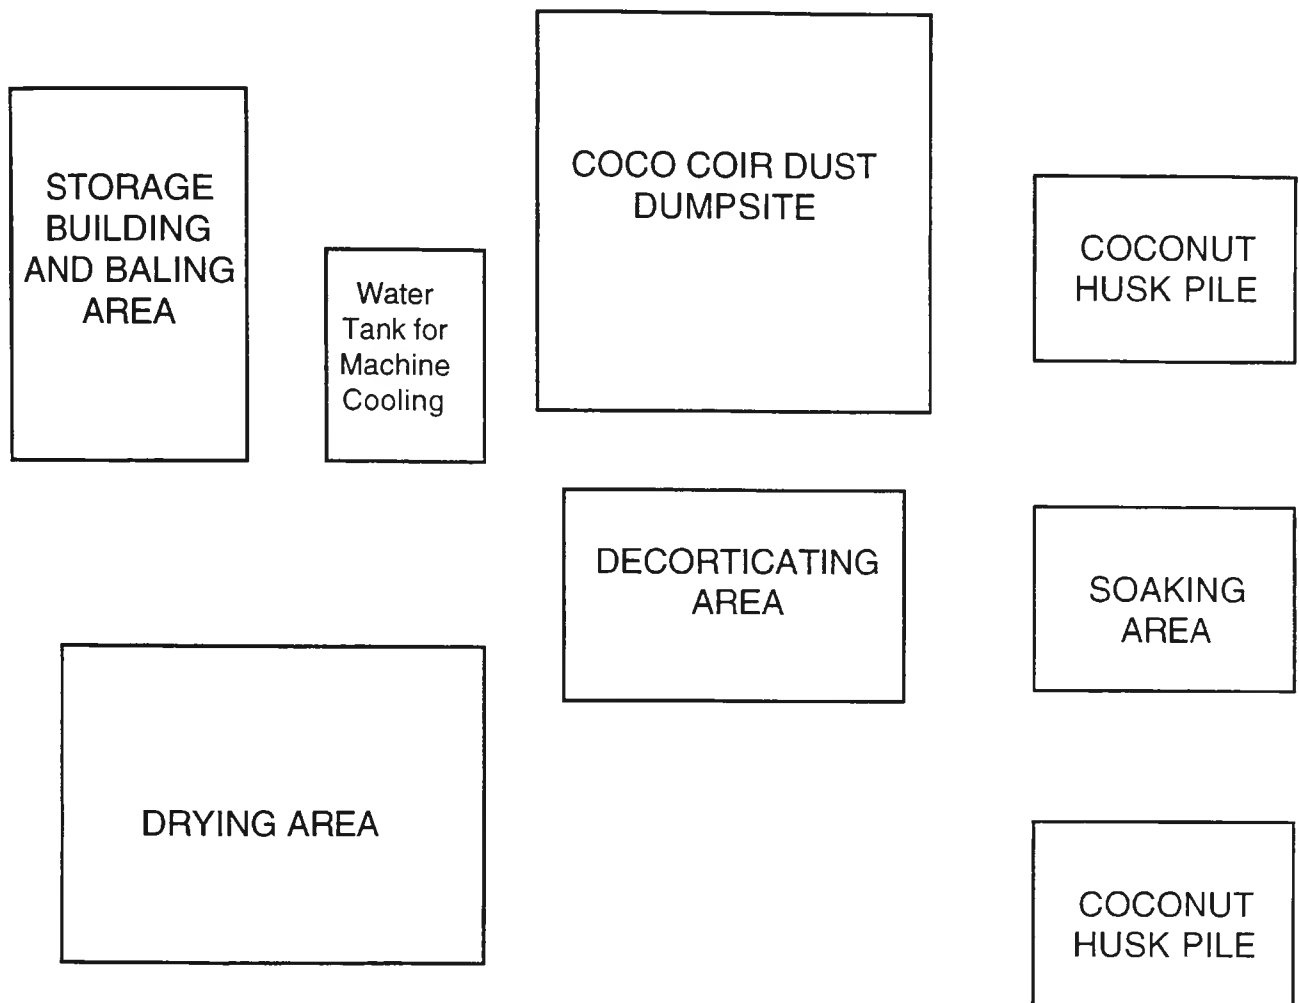 COCO COIR DUST
DUMPSITE
STORAGE
BUILDING
AND BALING
AREA
COCONUT
HUSK PILE
Water
Tank for
Machine
Cooling
DECORTICATING
AREA
SOAKING
AREA
DRYING AREA
COCONUT
HUSK PILE